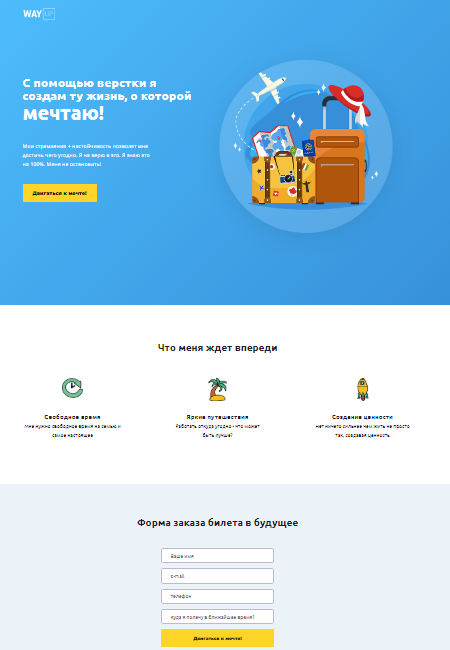 WAY UP
С помощью верстки я
создам ту жизнь, о которой
мечтаю!
Мои стремления + настойчивость позволят мне
достичь чего угодно. Я не верю в это. Я знаю это
на 100%. Меня не остановить!
Двигаться к мечте!
Что меня ждет впереди
Свободное время
Мне нужно свободное время на семью и
самое настоящее
Яркие путешествия
Работать откуда угодно - что может
быть лучше?
Создание ценности
Нет ничего сильнее чем жить не просто
так, создавая ценность
Форма заказа билета в будущее
Ваше имя
e-mail
телефон
Куда я полечу в ближайшее время?
Двигаться к мечте!